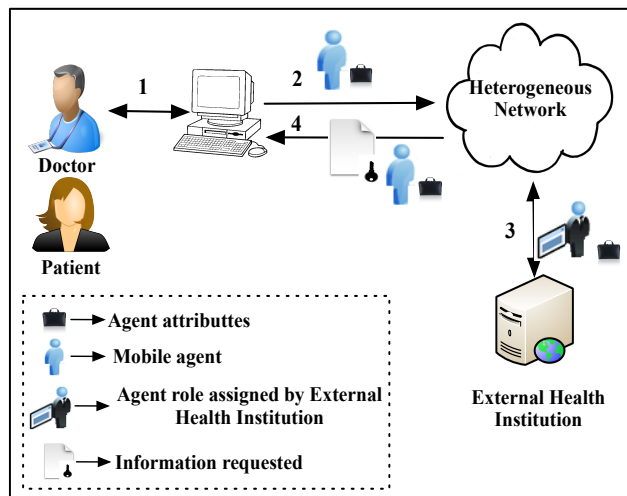 1
2
Heterogeneous
Network
4
Doctor
3
Patient
Agent attributtes
Mobile agent
Agent role assigned by External
Health Institution
Information requested
External Health
Institution